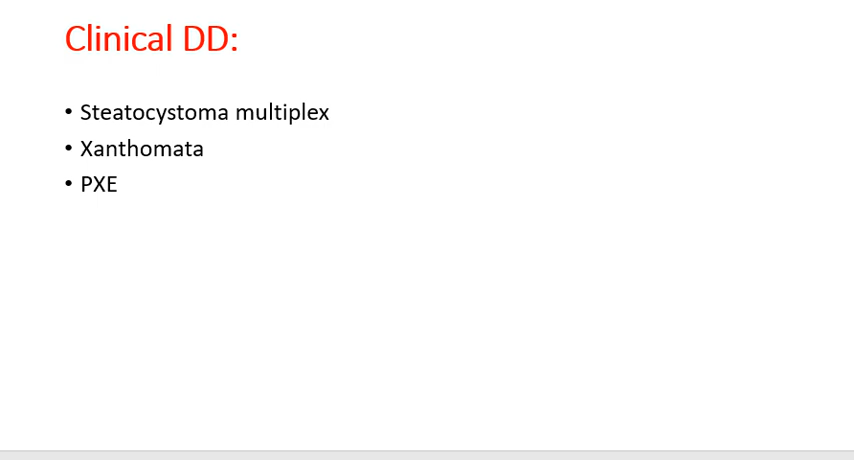 Clinical DD:
• Steatocystoma multiplex
• Xanthomata
• PXE